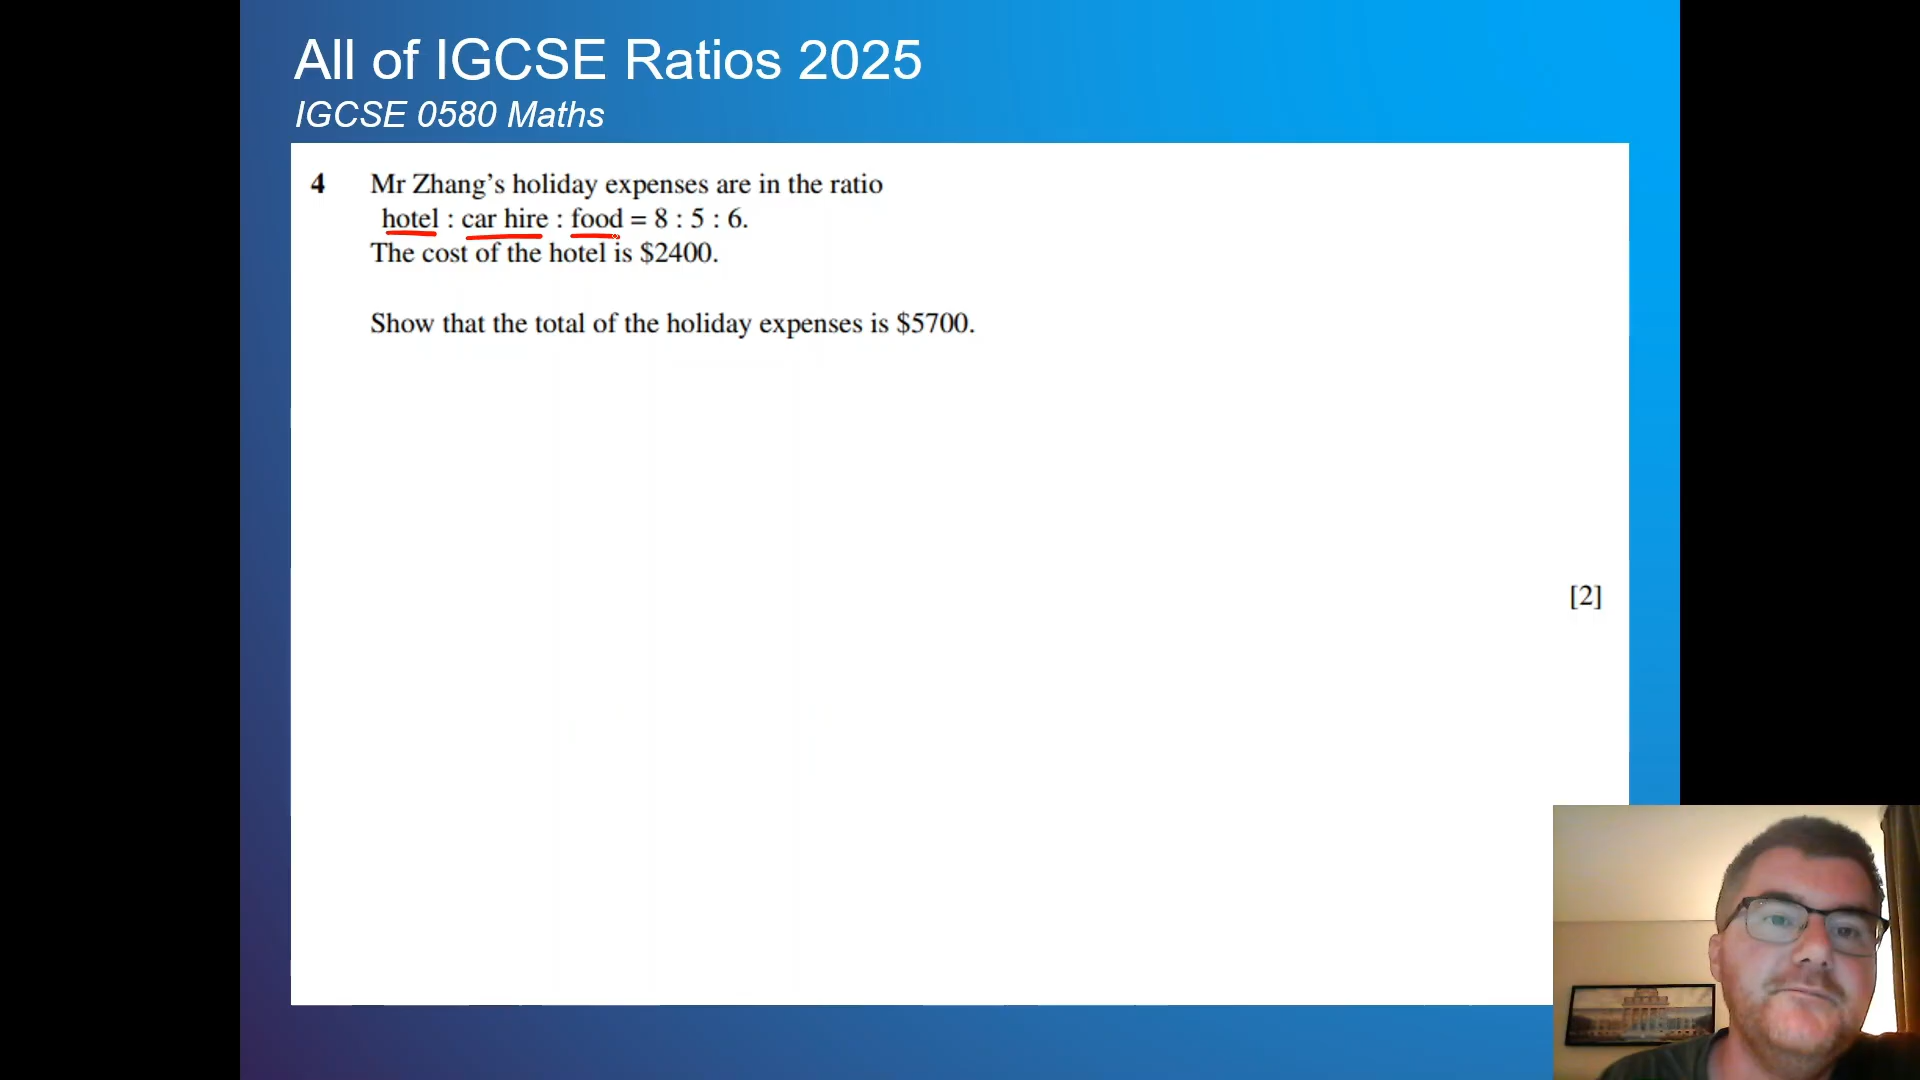 All of IGCSE Ratios 2025
IGCSE 0580 Maths
4 Mr Zhang’s holiday expenses are in the ratio
hotel : car hire : food = 8 : 5 : 6.
The cost of the hotel is $2400.
Show that the total of the holiday expenses is $5700.
[2]